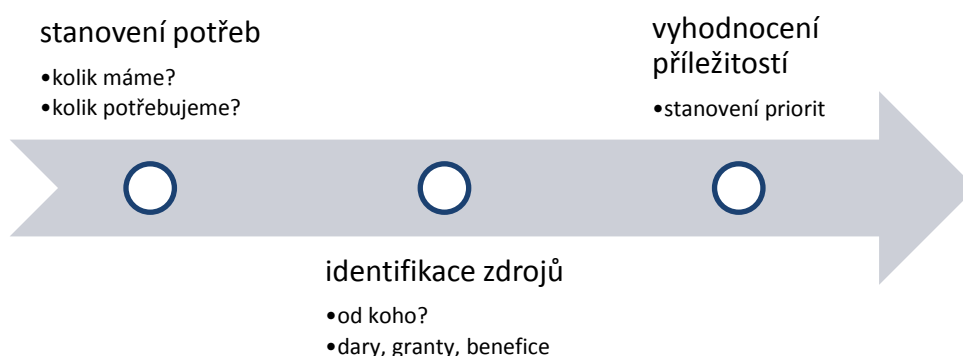 stanovení potřeb
•kolik máme?
•kolik potřebujeme?
identifikace zdrojů
•od koho?
•dary, granty, benefice
vyhodnocení
příležitostí
•stanovení priorit